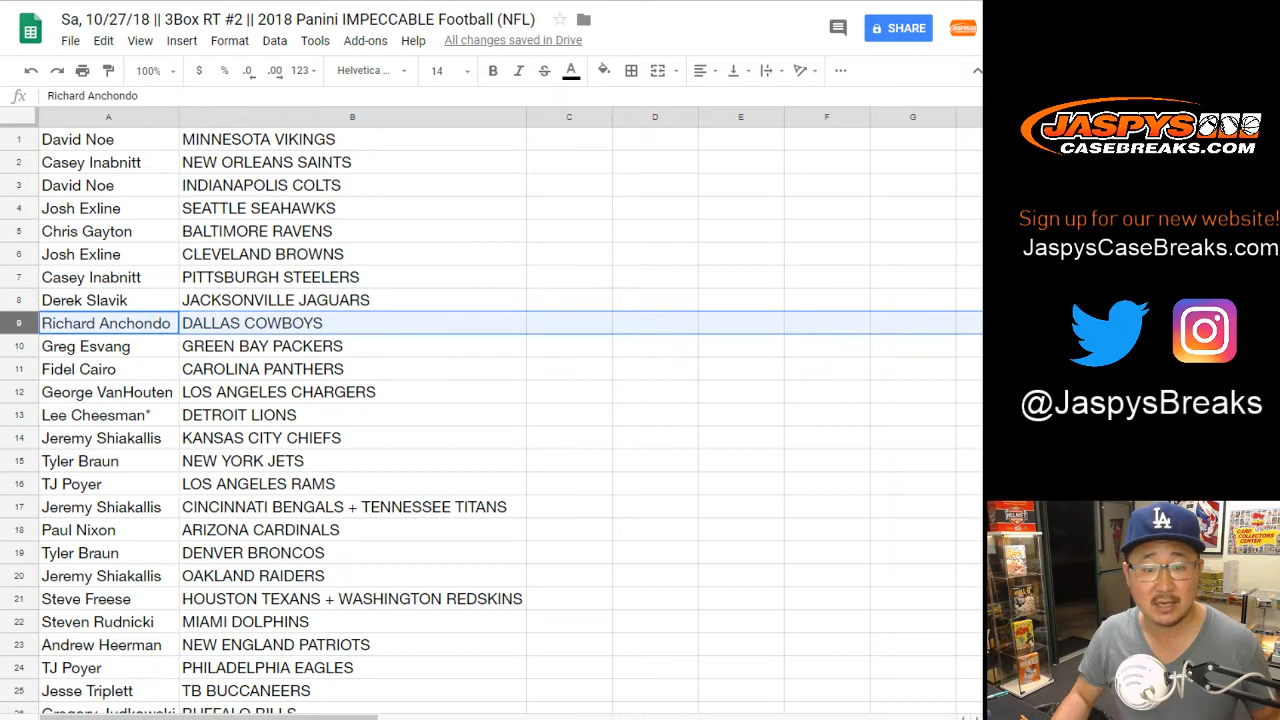 Sa, 10/27/18 || 3Box RT #2 || 2018 Panini IMPECCABLE Football (NFL)
File Edit View Insert Format Data Tools Add-ons Help All changes saved in Drive
SHARE
100% $ % .0 .00 123 Helvetica ... 14 B I S A
fx Richard Anchondo
A B C D E F G
1 David Noe MINNESOTA VIKINGS
2 Casey Inabnitt NEW ORLEANS SAINTS
3 David Noe INDIANAPOLIS COLTS
4 Josh Exline SEATTLE SEAHAWKS
5 Chris Gayton BALTIMORE RAVENS
6 Josh Exline CLEVELAND BROWNS
7 Casey Inabnitt PITTSBURGH STEELERS
8 Derek Slavik JACKSONVILLE JAGUARS
9 Richard Anchondo DALLAS COWBOYS
10 Greg Esvang GREEN BAY PACKERS
11 Fidel Cairo CAROLINA PANTHERS
12 George VanHouten LOS ANGELES CHARGERS
13 Lee Cheesman* DETROIT LIONS
14 Jeremy Shiakallis KANSAS CITY CHIEFS
15 Tyler Braun NEW YORK JETS
16 TJ Poyer LOS ANGELES RAMS
17 Jeremy Shiakallis CINCINNATI BENGALS + TENNESSEE TITANS
18 Paul Nixon ARIZONA CARDINALS
19 Tyler Braun DENVER BRONCOS
20 Jeremy Shiakallis OAKLAND RAIDERS
21 Steve Freese HOUSTON TEXANS + WASHINGTON REDSKINS
22 Steven Rudnicki MIAMI DOLPHINS
23 Andrew Heerman NEW ENGLAND PATRIOTS
24 TJ Poyer PHILADELPHIA EAGLES
25 Jesse Triplett TB BUCCANEERS
Gregory Judkowski BUFFALO BILLS
JASPYS
CASEBREAKS.COM
Sign up for our new website!
JaspysCaseBreaks.com
@JaspysBreaks
LA
CARD
COLLECTORS
CENTER